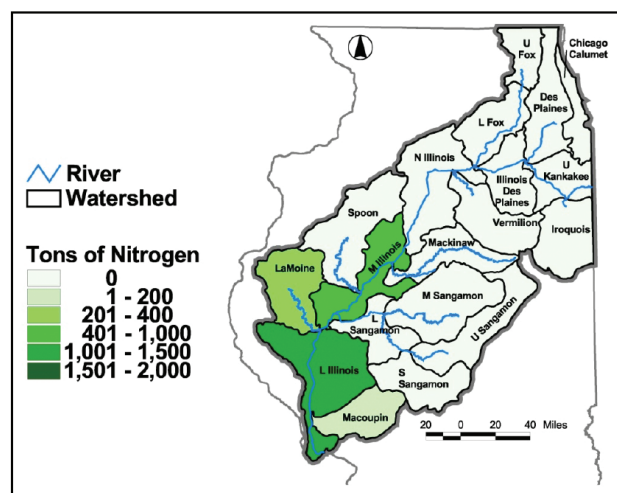 U
Fox
Chicago
Calumet
Des
Plaines
L Fox
N Illinois
U
Kankakee
Illinois
Des
Plaines
River
Watershed
Spoon
Vermilion
Iroquois
Tons of Nitrogen
0
1 - 200
201 - 400
401 - 1,000
1,001 - 1,500
1,501 - 2,000
LaMoine
M Illinois
Mackinaw
M Sangamon
L
Sangamon
U Sangamon
L Illinois
S
Sangamon
Macoupin
20 0 20 40 Miles